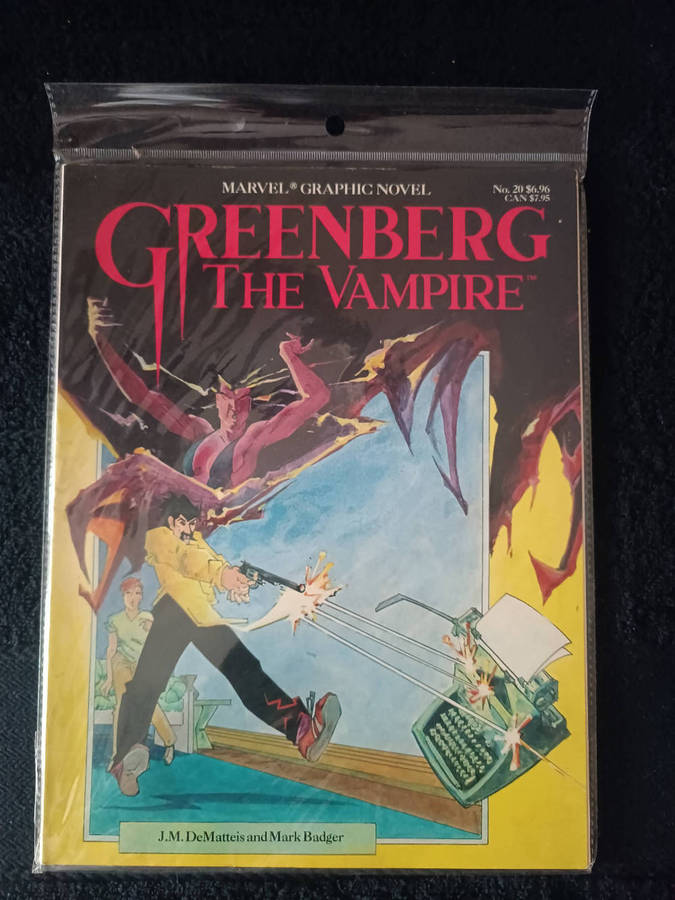 MARVEL® GRAPHIC NOVEL
No. 20 $6.96
CAN $7.95
GREENBERG
THE VAMPIRE™
J.M. DeMatteis and Mark Badger